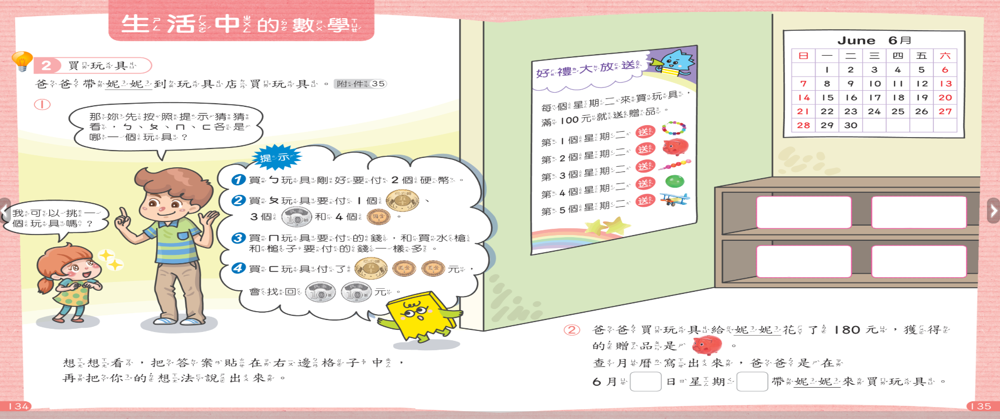 生活中的數學
2 買玩具
爸爸帶妮妮到玩具店買玩具。 附件 35
①
那妳先按照提示猜猜
看,ㄅ、ㄆ、ㄇ、ㄈ各是
哪一個玩具?
我可以挑一
個玩具嗎?
提示
1 買ㄅ玩具剛好要付 2 個硬幣。
2 買ㄆ玩具要付 1 個、
3 個 和 4 個 。
3 買ㄇ玩具要付的錢,和買水槍
和槌子要付的錢一樣多。
4 買ㄈ玩具付了 元,
會找回 元。
想想看,把答案貼在右邊格子中,
再把你的想法說出來。
134
好禮大放送
每個星期二來買玩具,
滿 100 元就送贈品。
第 1 個星期二 送
第 2 個星期二 送
第 3 個星期二 送
第 4 個星期二 送
第 5 個星期二 送
June 6月
日 一 二 三 四 五 六
1 2 3 4 5 6
7 8 9 10 11 12 13
14 15 16 17 18 19 20
21 22 23 24 25 26 27
28 29 30
② 爸爸買玩具給妮妮花了 180 元,獲得
的贈品是 。
查月曆寫出來,爸爸是在
6 月 日星期 帶妮妮來買玩具。
135